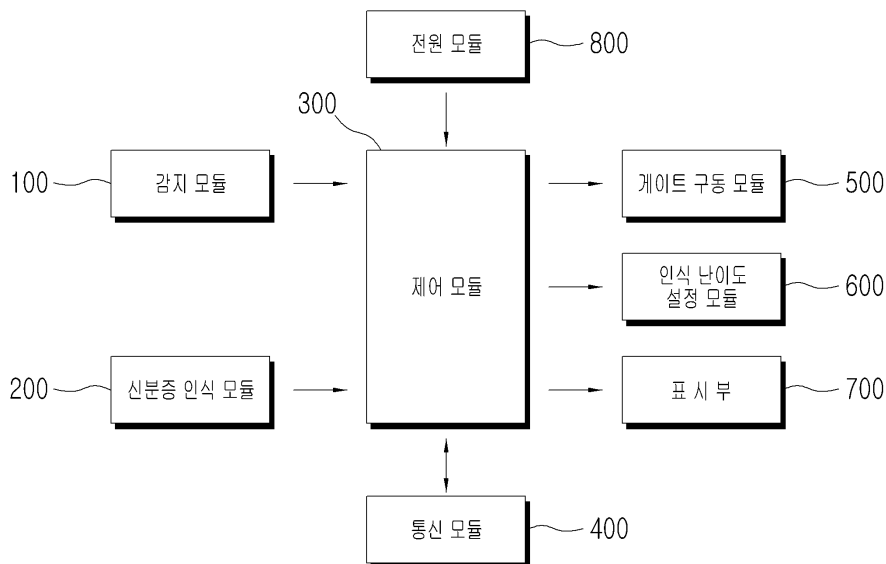 전원 모듈
800
300
100
감지 모듈
게이트 구동 모듈
500
제어 모듈
인식 난이도
설정 모듈
600
200
신분증 인식 모듈
표 시 부
700
통신 모듈
400